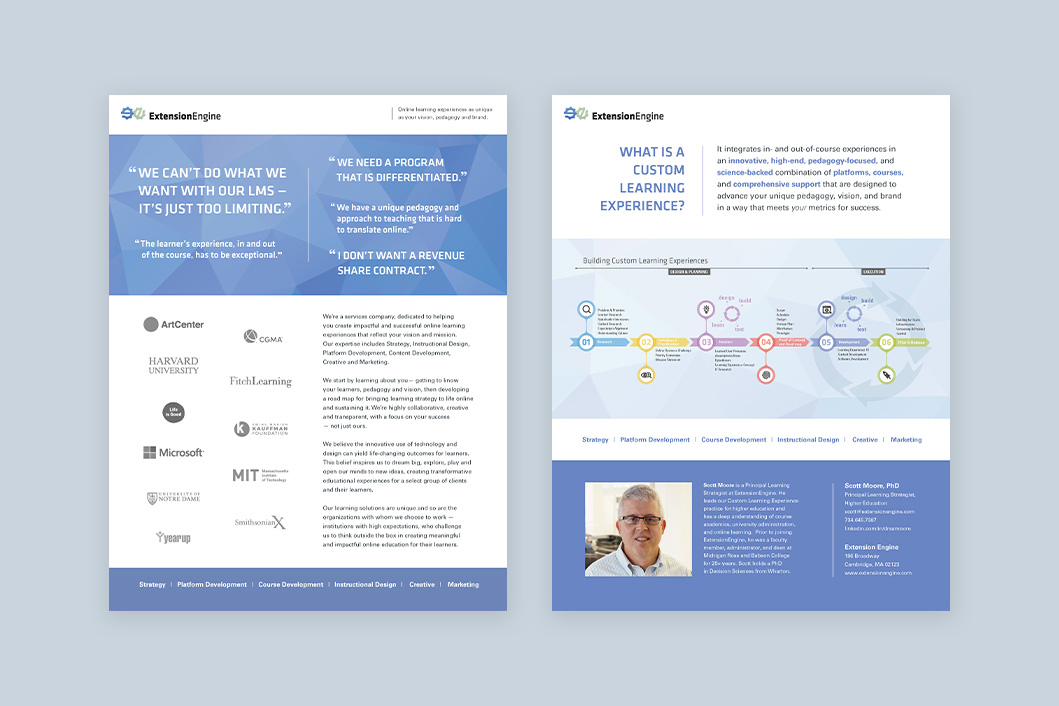 ExtensionEngine
Online learning experiences as unique
as your vision, pedagogy and brand.
“WE CAN’T DO WHAT WE
WANT WITH OUR LMS –
IT’S JUST TOO LIMITING.”
“The learner’s experience, in and out
of the course, has to be exceptional.”
“WE NEED A PROGRAM
THAT IS DIFFERENTIATED.”
“We have a unique pedagogy and
approach to teaching that is hard
to translate online.”
“I DON’T WANT A REVENUE
SHARE CONTRACT.”
ArtCenter
CGMA
HARVARD
UNIVERSITY
FitchLearning
Life
is Good
EWING MARION
KAUFFMAN
FOUNDATION
Microsoft
MIT Massachusetts
Institute
of Technology
UNIVERSITY OF
NOTRE DAME
SmithsonianX
yearup
We’re a services company, dedicated to helping
you create impactful and successful online learning
experiences that reflect your vision and mission.
Our expertise includes Strategy, Instructional Design,
Platform Development, Content Development,
Creative and Marketing.
We start by learning about you— getting to know
your learners, pedagogy and vision, then developing
a road map for bringing learning strategy to life online
and sustaining it. We’re highly collaborative, creative
and transparent, with a focus on your success
— not just ours.
We believe the innovative use of technology and
design can yield life-changing outcomes for learners.
This belief inspires us to dream big, explore, play and
open our minds to new ideas, creating transformative
educational experiences for a select group of clients
and their learners.
Our learning solutions are unique and so are the
organizations with whom we choose to work —
institutions with high expectations, who challenge
us to think outside the box in creating meaningful
and impactful online education for their learners.
Strategy | Platform Development | Course Development | Instructional Design | Creative | Marketing
ExtensionEngine
WHAT IS A
CUSTOM
LEARNING
EXPERIENCE?
It integrates in- and out-of-course experiences in
an innovative, high-end, pedagogy-focused, and
science-backed combination of platforms, courses,
and comprehensive support that are designed to
advance your unique pedagogy, vision, and brand
in a way that meets your metrics for success.
Building Custom Learning Experiences
DESIGN & PLANNING
EXECUTION
design
build
learn
test
design
build
learn
test
01 Research
02
03
04
05 Development
06
Strategy | Platform Development | Course Development | Instructional Design | Creative | Marketing
Scott Moore is a Principal Learning
Strategist at ExtensionEngine. He
leads our Custom Learning Experience
practice for higher education and
has a deep understanding of course
academics, university administration,
and online learning. Prior to joining
ExtensionEngine, he was a faculty
member, administrator, and dean at
Michigan Ross and Babson College
for 20+ years. Scott holds a PhD
in Decision Sciences from Wharton.
Scott Moore, PhD
Principal Learning Strategist,
Higher Education
scott@extensionengine.com
734.645.7987
linkedin.com/in/drsamoore
Extension Engine
186 Broadway
Cambridge, MA 02123
www.extensionengine.com